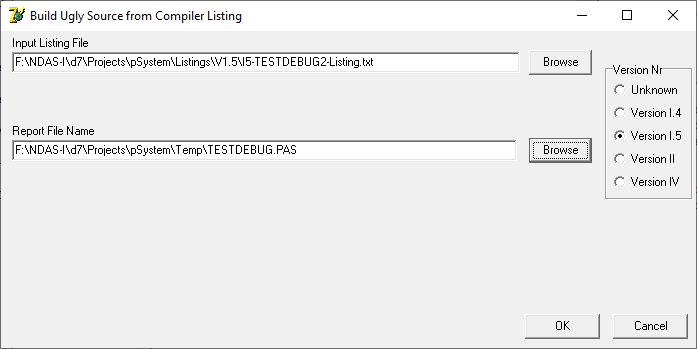 Build Ugly Source from Compiler Listing
Input Listing File
F:\NDAS-I\d7\Projects\pSystem\Listings\V1.5\I5-TESTDEBUG2-Listing.txt
Browse
Version Nr
Unknown
Version I.4
Version I.5
Version II
Version IV
Report File Name
F:\NDAS-I\d7\Projects\pSystem\Temp\TESTDEBUG.PAS
Browse
OK
Cancel